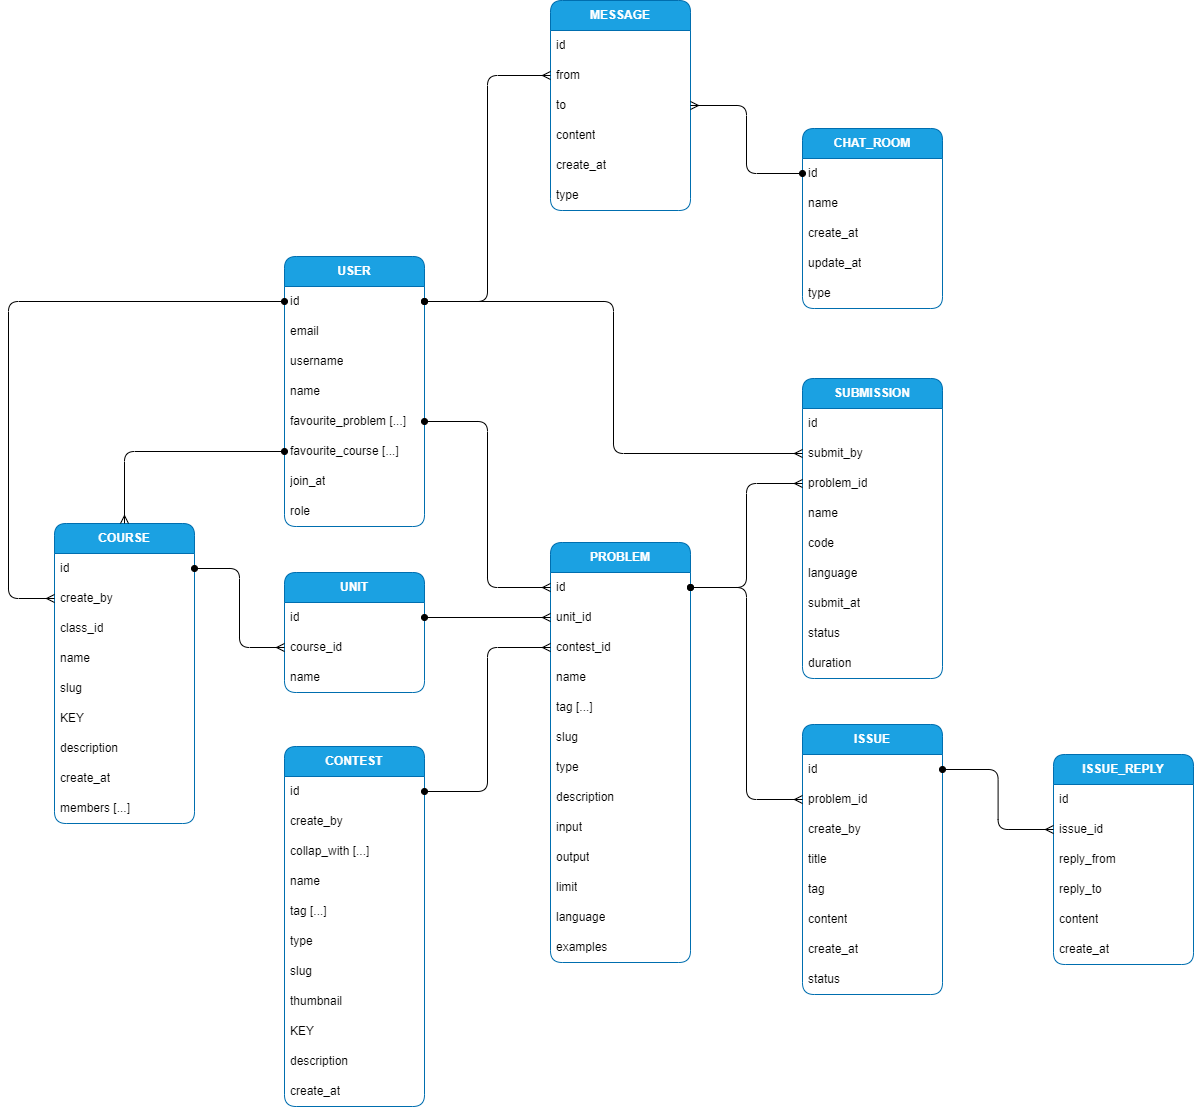 MESSAGE
id
from
to
content
create_at
type
CHAT_ROOM
id
name
create_at
update_at
type
USER
id
email
username
name
favourite_problem [...]
favourite_course [...]
join_at
role
SUBMISSION
id
submit_by
problem_id
name
code
language
submit_at
status
duration
COURSE
id
create_by
class_id
name
slug
KEY
description
create_at
members [...]
UNIT
id
course_id
name
PROBLEM
id
unit_id
contest_id
name
tag [...]
slug
type
description
input
output
limit
language
examples
CONTEST
id
create_by
collap_with [...]
name
tag [...]
type
slug
thumbnail
KEY
description
create_at
ISSUE
id
problem_id
create_by
title
tag
content
create_at
status
ISSUE_REPLY
id
issue_id
reply_from
reply_to
content
create_at